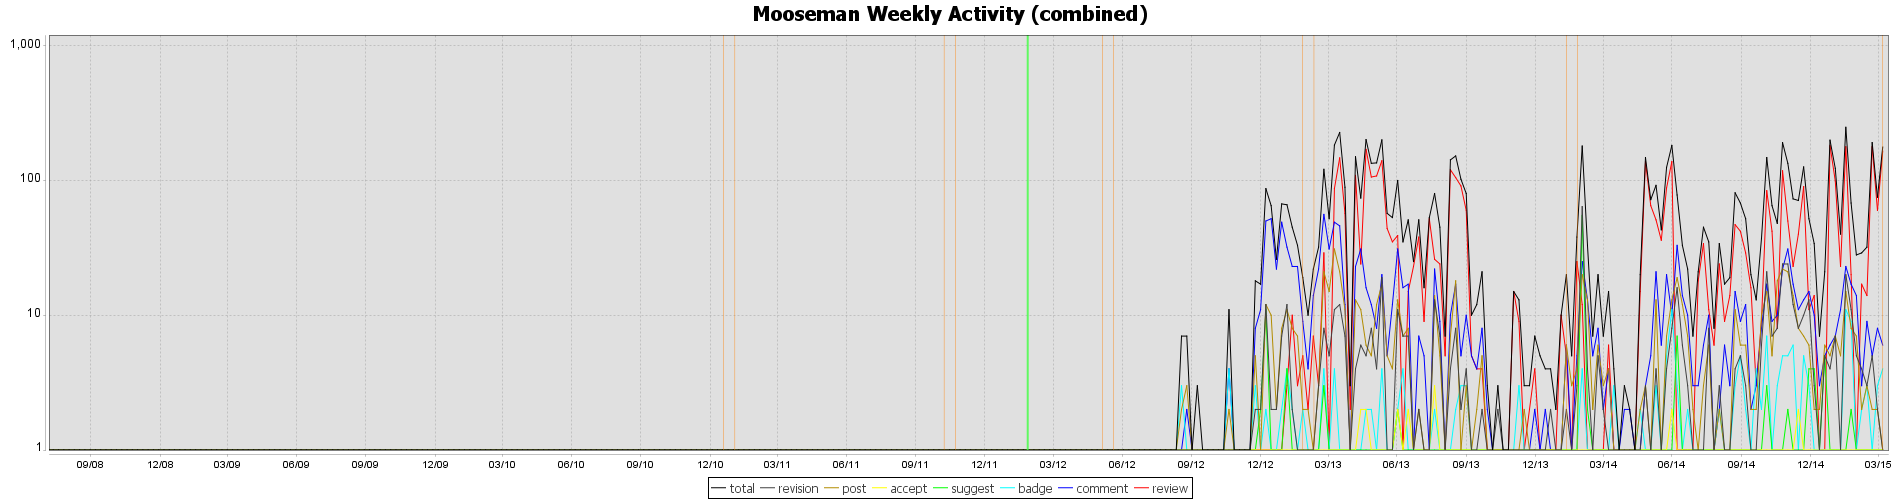 Mooseman Weekly Activity (combined)
1,000
100
10
1
09/08 12/08 03/09 06/09 09/09 12/09 03/10 06/10 09/10 12/10 03/11 06/11 09/11 12/11 03/12 06/12 09/12 12/12 03/13 06/13 09/13 12/13 03/14 06/14 09/14 12/14 03/15
total revision post accept suggest badge comment review